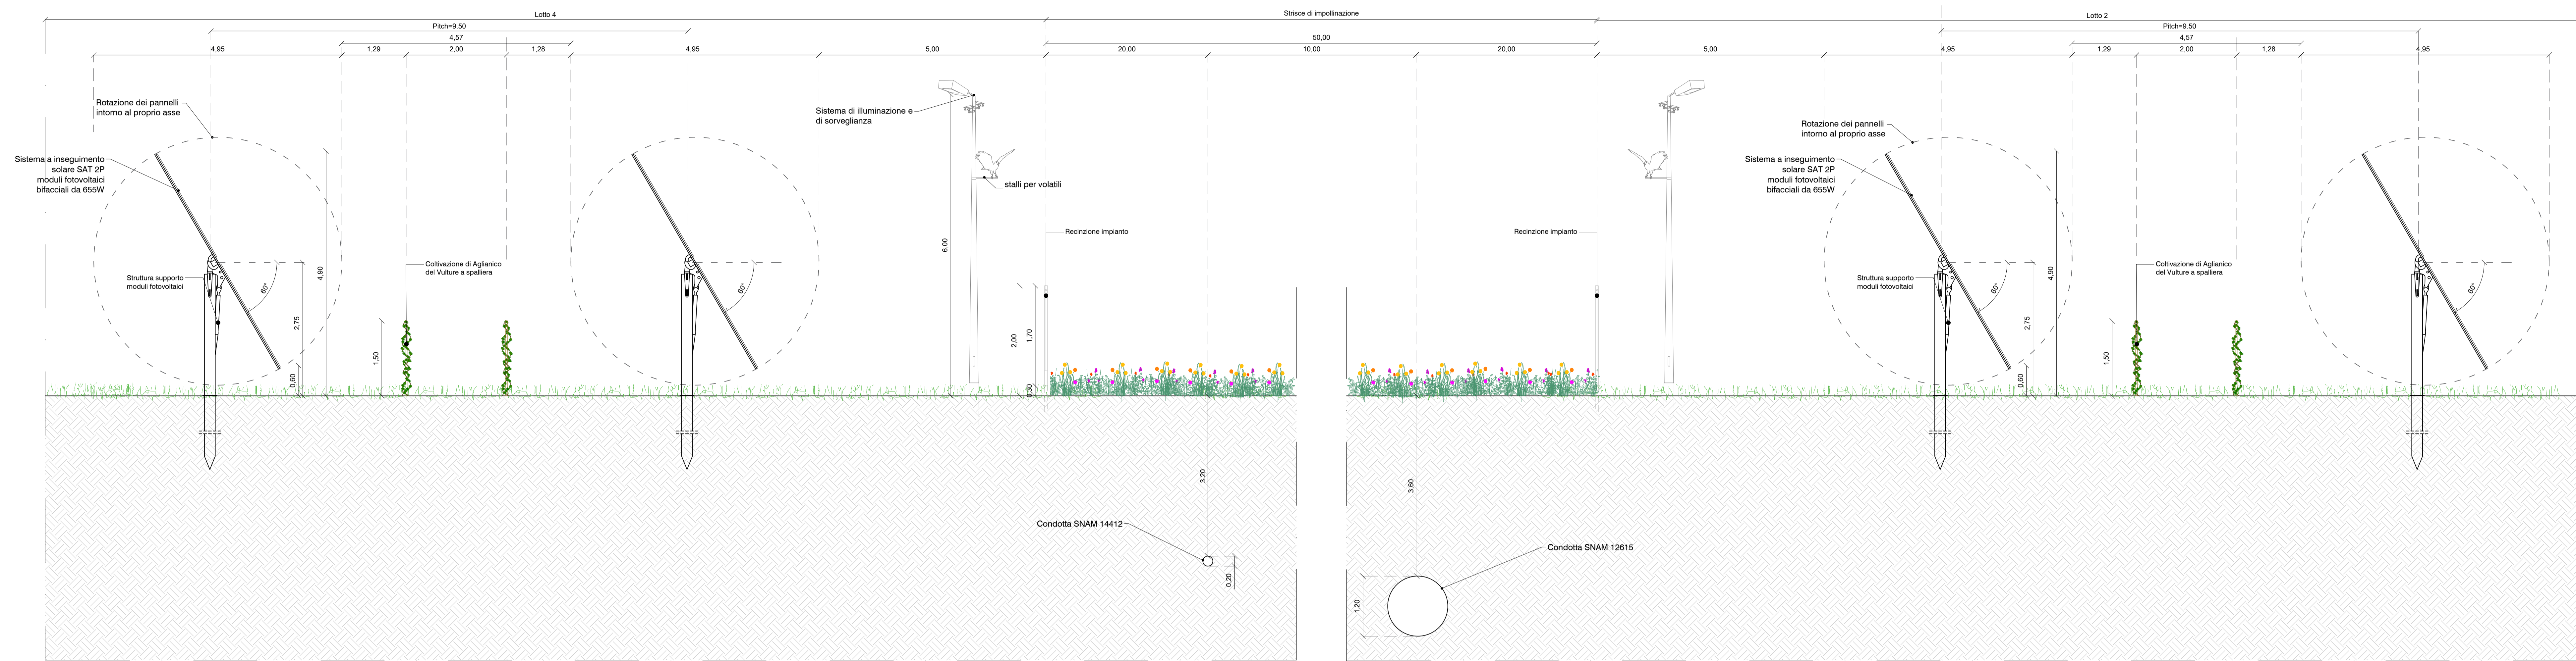 Lotto 4
Strisce di impollinazione
Lotto 2
Pitch=9.50
Pitch=9.50
4,57
50,00
4,57
4,95
1,29
2,00
1,28
4,95
5,00
20,00
10,00
20,00
5,00
4,95
1,29
2,00
1,28
4,95
Rotazione dei pannelli
intorno al proprio asse
Sistema a inseguimento
solare SAT 2P
moduli fotovoltaici
bifacciali da 655W
Struttura supporto
moduli fotovoltaici
60°
2,75
4,90
0.60
Coltivazione di Aglianico
del Vulture a spalliera
1,50
60°
Sistema di illuminazione e
di sorveglianza
stalli per volatili
6,00
Recinzione impianto
2,00
1,70
0,30
3.20
Condotta SNAM 14412
0,20
Recinzione impianto
3,60
Condotta SNAM 12615
1,20
Rotazione dei pannelli
intorno al proprio asse
Sistema a inseguimento
solare SAT 2P
moduli fotovoltaici
bifacciali da 655W
Struttura supporto
moduli fotovoltaici
60°
2,75
4,90
0.60
Coltivazione di Aglianico
del Vulture a spalliera
1,50
60°